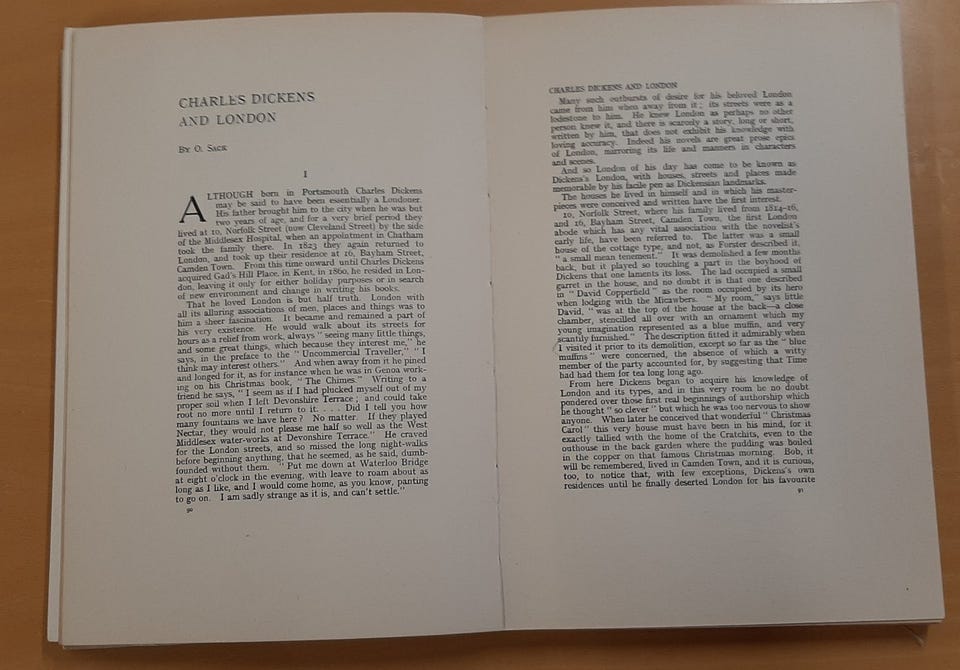 CHARLES DICKENS
AND LONDON
By O. Sack
I
ALTHOUGH born in Portsmouth Charles Dickens
may be said to have been essentially a Londoner.
His father brought him to the city when he was but
two years of age, and for a very brief period they
lived at 10, Norfolk Street (now Cleveland Street) by the side
of the Middlesex Hospital, when an appointment in Chatham
took the family there. In 1823 they again returned to
London, and took up their residence at 16, Bayham Street,
Camden Town. From this time onward until Charles Dickens
acquired Gad's Hill Place, in Kent, in 1860, he resided in Lon-
don, leaving it only for either holiday purposes or in search
of new environment and change in writing his books.
That he loved London is but half truth. London with
all its alluring associations of men, places and things was to
him a sheer fascination. It became and remained a part of
his very existence. He would walk about its streets for
hours as a relief from work, always " seeing many little things,
and some great things, which because they interest me," he
says, in the preface to the " Uncommercial Traveller," " I
think may interest others." And when away from it he pined
and longed for it, as for instance when he was in Genoa work-
ing on his Christmas book, " The Chimes." Writing to a
friend he says, " I seem as if I had plucked myself out of my
proper soil when I left Devonshire Terrace ; and could take
root no more until I return to it. . . . Did I tell you how
many fountains we have here ? No matter. If they played
Nectar, they would not please me half so well as the West
Middlesex water-works at Devonshire Terrace." He craved
for the London streets, and so missed the long night-walks
before beginning anything, that he seemed, as he said, dumb-
founded without them. " Put me down at Waterloo Bridge
at eight o'clock in the evening, with leave to roam about as
long as I like, and I would come home, as you know, panting
to go on. I am sadly strange as it is, and can't settle."
90
CHARLES DICKENS AND LONDON
Many such outbursts of desire for his beloved London
came from him when away from it ; its streets were as a
lodestone to him. He knew London as perhaps no other
person knew it, and there is scarcely a story, long or short,
written by him, that does not exhibit his knowledge with
loving accuracy. Indeed his novels are great prose epics
of London, mirroring its life and manners in characters
and scenes.
And so London of his day has come to be known as
Dickens's London, with houses, streets and places made
memorable by his facile pen as Dickensian landmarks.
The houses he lived in himself and in which his master-
pieces were conceived and written have the first interest.
10, Norfolk Street, where his family lived from 1814-16,
and 16, Bayham Street, Camden Town, the first London
abode which has any vital association with the novelist's
early life, have been referred to. The latter was a small
house of the cottage type, and not, as Forster described it,
" a small mean tenement." It was demolished a few months
back, but it played so touching a part in the boyhood of
Dickens that one laments its loss. The lad occupied a small
garret in the house, and no doubt it is that one described
in " David Copperfield " as the room occupied by its hero
when lodging with the Micawbers. " My room," says little
David, " was at the top of the house at the back—a close
chamber, stencilled all over with an ornament which my
young imagination represented as a blue muffin, and very
scantily furnished." The description fitted it admirably when
I visited it prior to its demolition, except so far as the " blue
muffins " were concerned, the absence of which a witty
member of the party accounted for, by suggesting that Time
had had them for tea long long ago.
From here Dickens began to acquire his knowledge of
London and its types, and in this very room he no doubt
pondered over those first real beginnings of authorship which
he thought " so clever " but which he was too nervous to show
anyone. When later he conceived that wonderful " Christmas
Carol " this very house must have been in his mind, for it
exactly tallied with the home of the Cratchits, even to the
outhouse in the back garden where the pudding was boiled
in the copper on that famous Christmas morning. Bob, it
will be remembered, lived in Camden Town, and it is curious,
too, to notice that, with few exceptions, Dickens's own
residences until he finally deserted London for his favourite
91